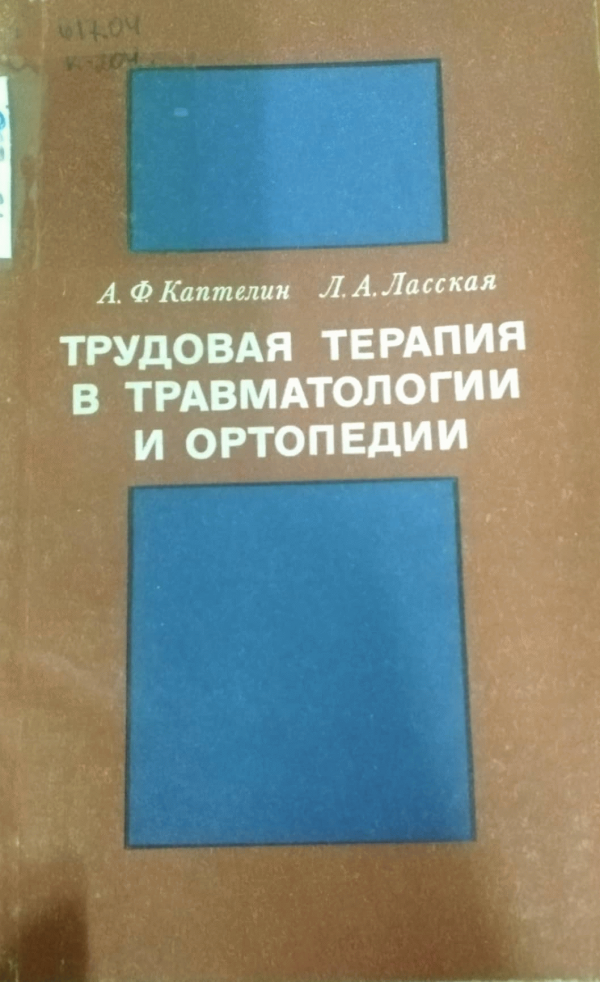 А. Ф. Каптелин Л. А. Ласская
ТРУДОВАЯ ТЕРАПИЯ
В ТРАВМАТОЛОГИИ
И ОРТОПЕДИИ